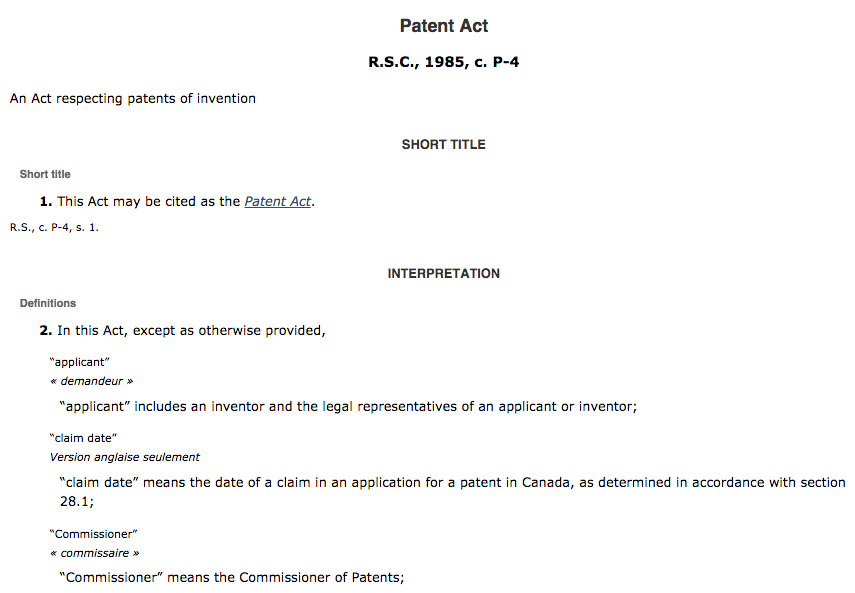 Patent Act
R.S.C., 1985, c. P-4
An Act respecting patents of invention
SHORT TITLE
Short title
1. This Act may be cited as the Patent Act.
R.S., c. P-4, s. 1.
INTERPRETATION
Definitions
2. In this Act, except as otherwise provided,
“applicant”
« demandeur »
“applicant” includes an inventor and the legal representatives of an applicant or inventor;
“claim date”
Version anglaise seulement
“claim date” means the date of a claim in an application for a patent in Canada, as determined in accordance with section
28.1;
“Commissioner”
« commissaire »
“Commissioner” means the Commissioner of Patents;